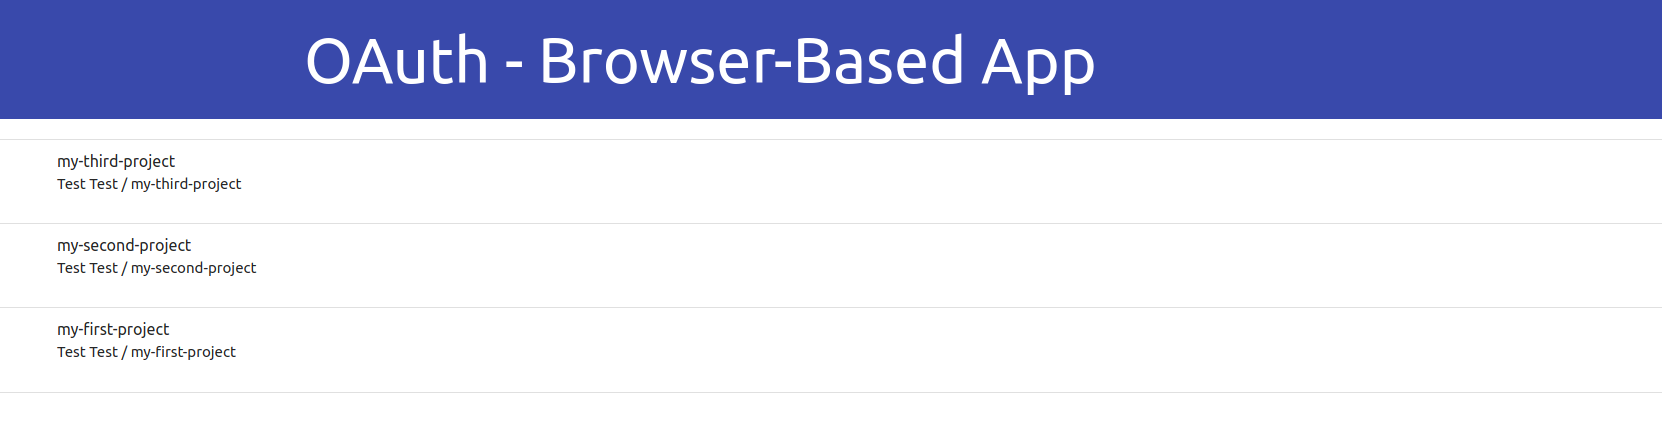 OAuth - Browser-Based App
my-third-project
Test Test / my-third-project
my-second-project
Test Test / my-second-project
my-first-project
Test Test / my-first-project